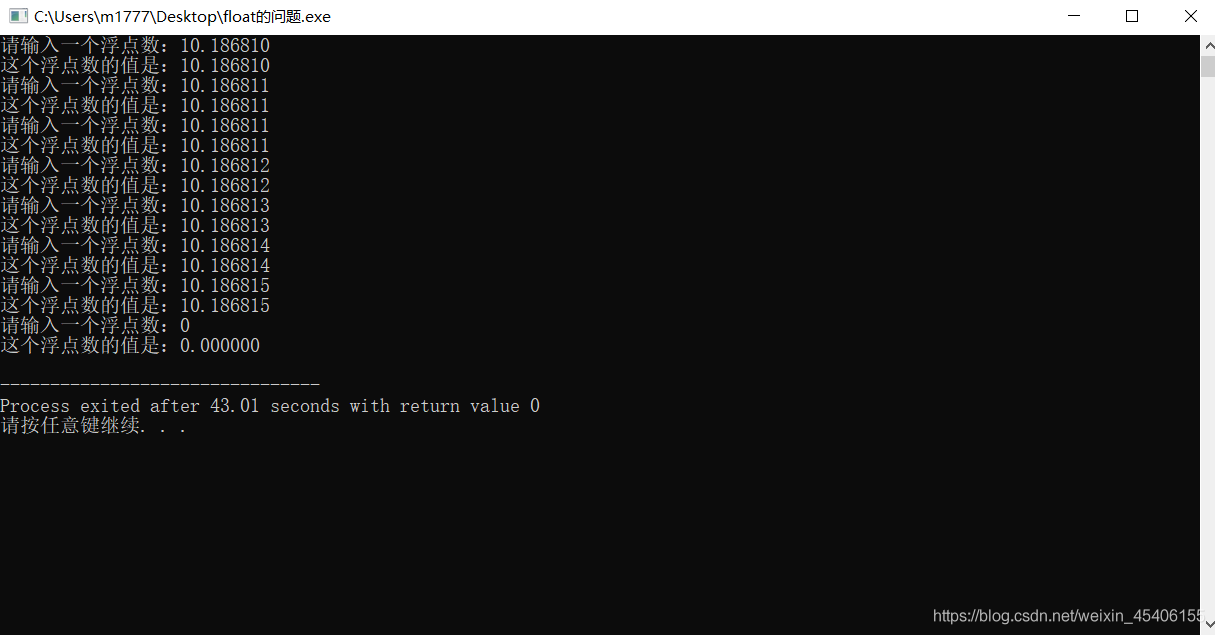 C:\Users\m1777\Desktop\float的问题.exe
请输入一个浮点数：10.186810
这个浮点数的值是：10.186810
请输入一个浮点数：10.186811
这个浮点数的值是：10.186811
请输入一个浮点数：10.186811
这个浮点数的值是：10.186811
请输入一个浮点数：10.186812
这个浮点数的值是：10.186812
请输入一个浮点数：10.186813
这个浮点数的值是：10.186813
请输入一个浮点数：10.186814
这个浮点数的值是：10.186814
请输入一个浮点数：10.186815
这个浮点数的值是：10.186815
请输入一个浮点数：0
这个浮点数的值是：0.000000
--------------------------------
Process exited after 43.01 seconds with return value 0
请按任意键继续. . .
https://blog.csdn.net/weixin_45406155